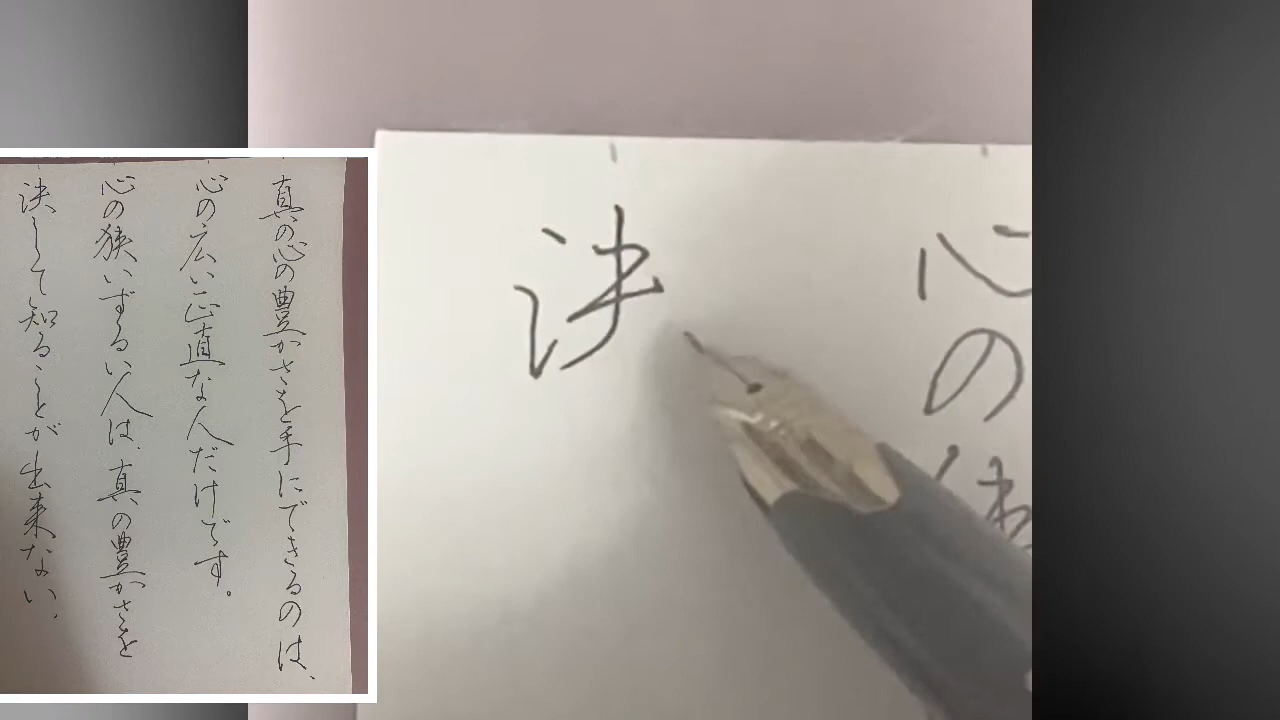 真の心の豊かさを手にできるのは、
心の広い正直な人だけです。
心の狭いずるい人は、真の豊かさを
決して知ることが出来ない、
心の狭
決